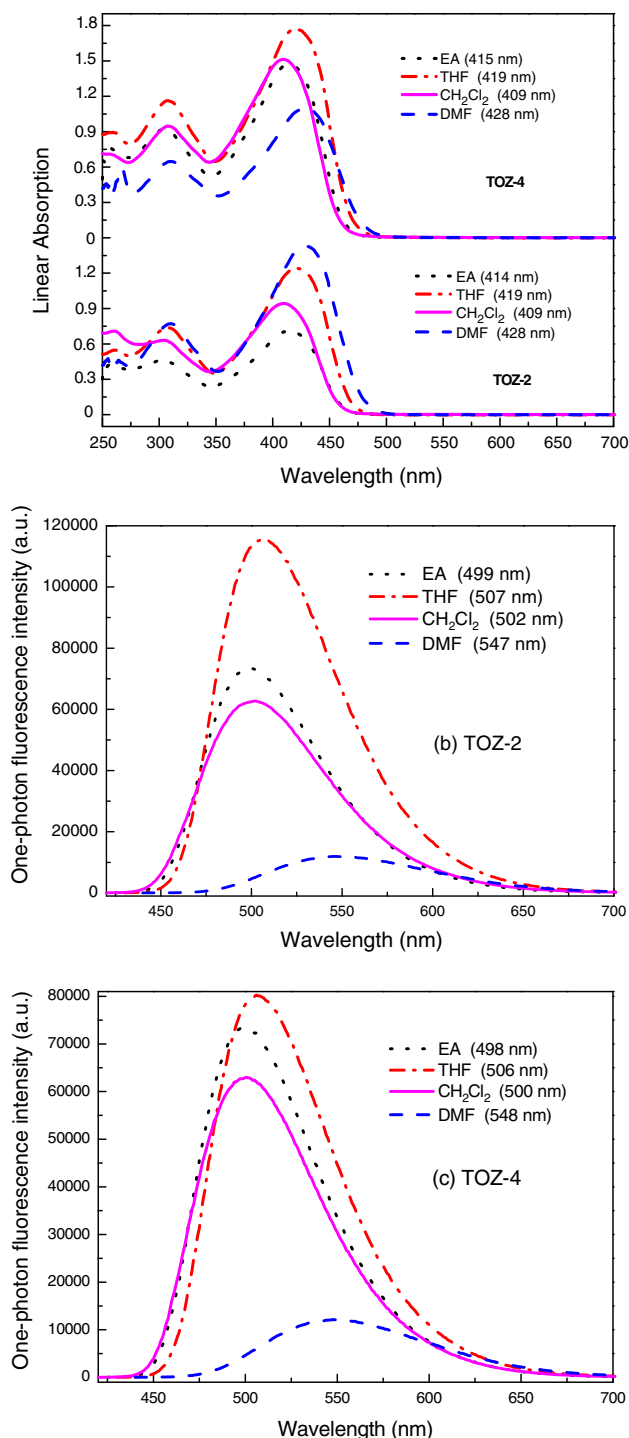 1.8
1.5
1.2
0.9
0.6
0.3
0
1.2
0.9
0.6
0.3
0
Linear Absorption
EA (415 nm)
THF (419 nm)
CH₂Cl₂ (409 nm)
DMF (428 nm)
TOZ-4
EA (414 nm)
THF (419 nm)
CH₂Cl₂ (409 nm)
DMF (428 nm)
TOZ-2
250 300 350 400 450 500 550 600 650 700
Wavelength (nm)
120000
100000
80000
60000
40000
20000
0
One-photon fluorescence intensity (a.u.)
EA (499 nm)
THF (507 nm)
CH₂Cl₂ (502 nm)
DMF (547 nm)
(b) TOZ-2
450 500 550 600 650 700
Wavelength (nm)
80000
70000
60000
50000
40000
30000
20000
10000
0
One-photon fluorescence intensity (a.u.)
EA (498 nm)
THF (506 nm)
CH₂Cl₂ (500 nm)
DMF (548 nm)
(c) TOZ-4
450 500 550 600 650 700
Wavelength (nm)